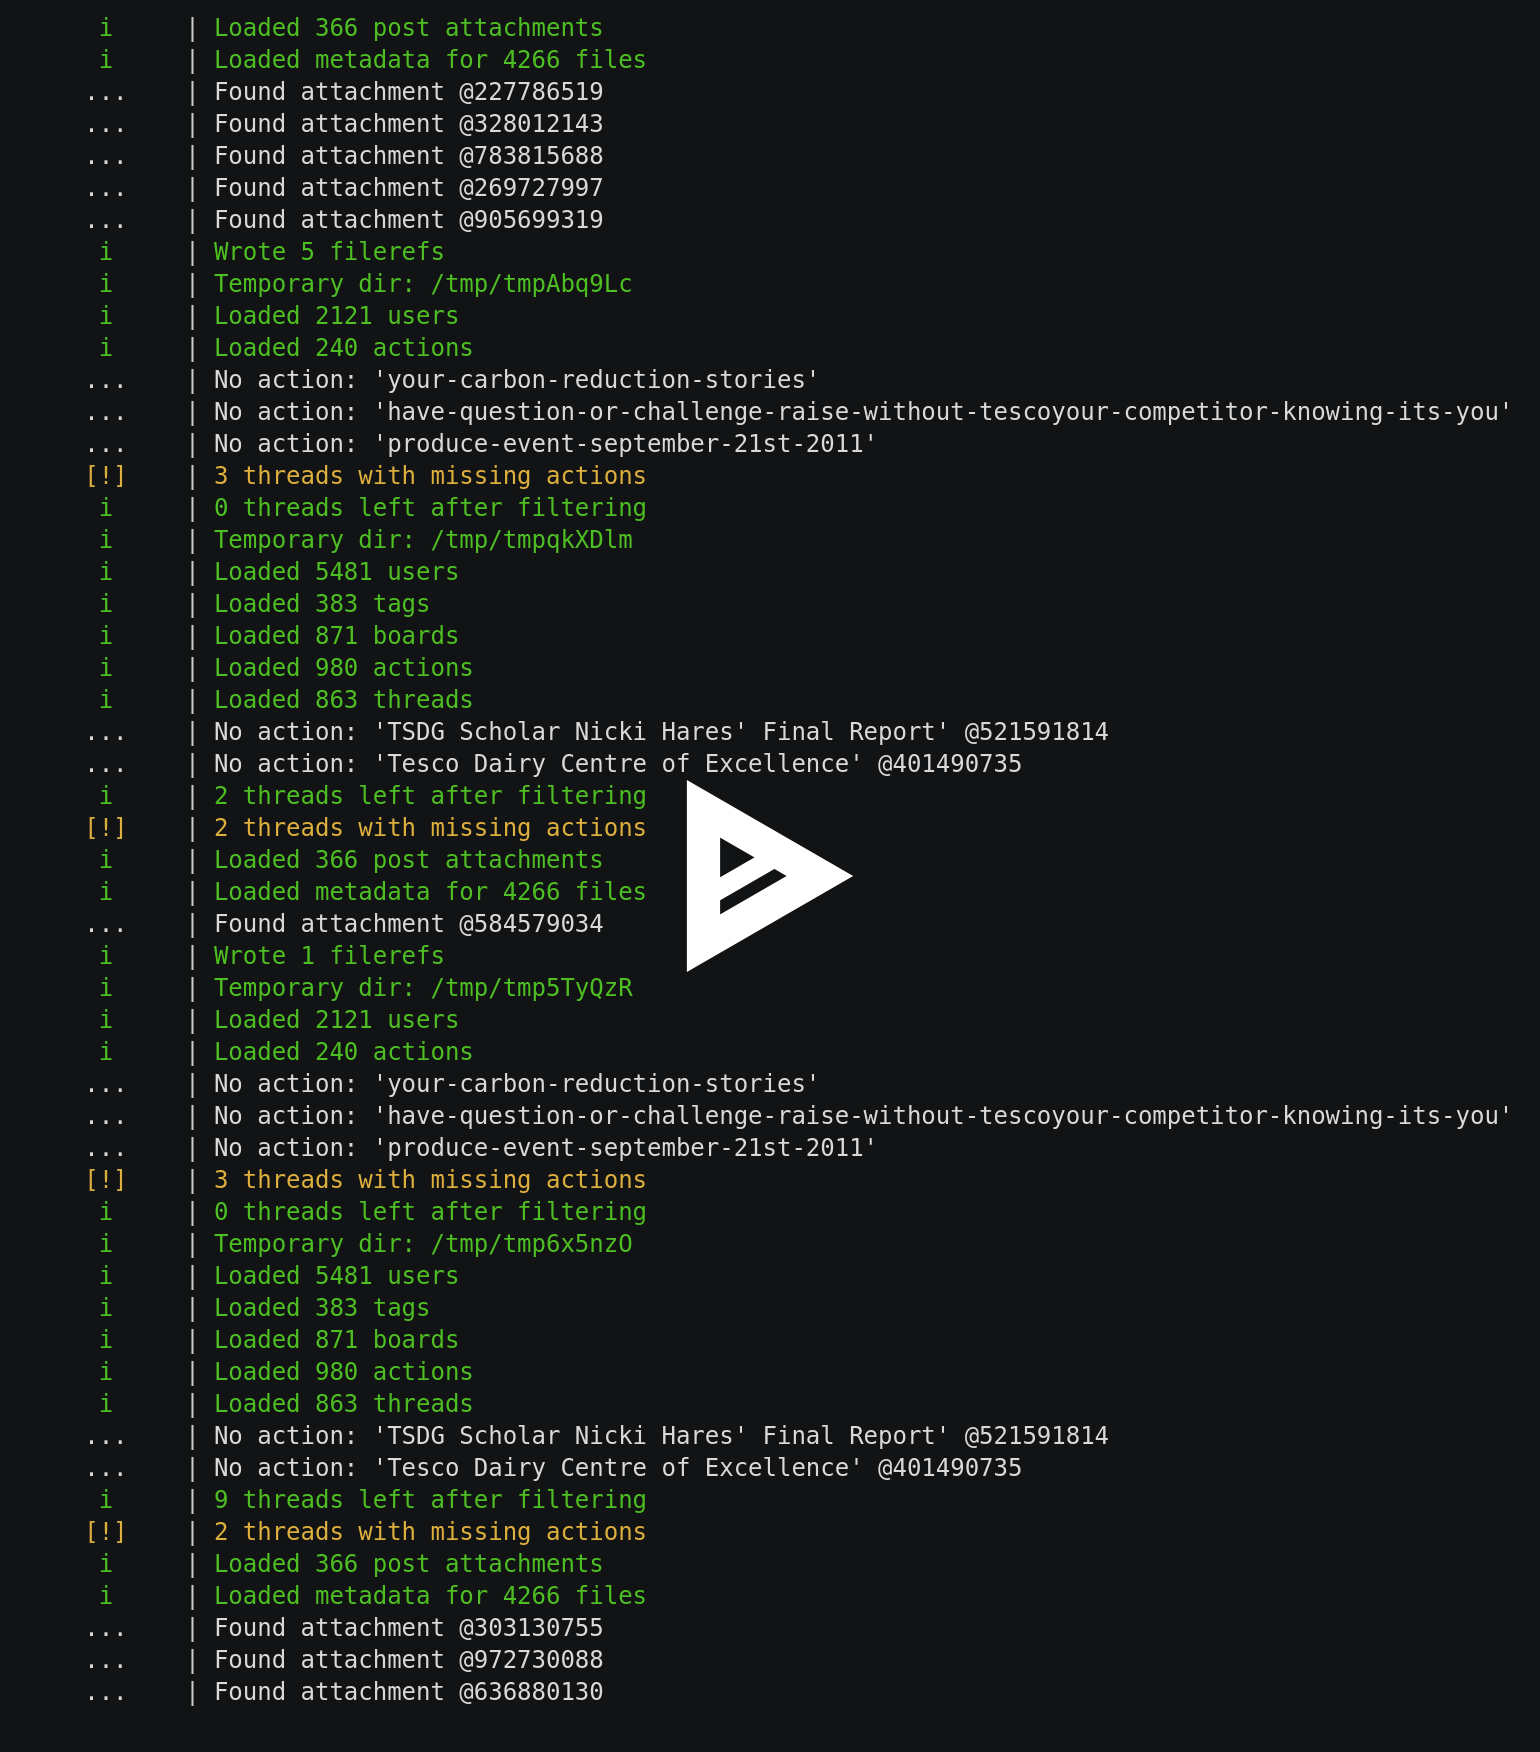 i | Loaded 366 post attachments
i | Loaded metadata for 4266 files
... | Found attachment @227786519
... | Found attachment @328012143
... | Found attachment @783815688
... | Found attachment @269727997
... | Found attachment @905699319
i | Wrote 5 filerefs
i | Temporary dir: /tmp/tmpAbq9Lc
i | Loaded 2121 users
i | Loaded 240 actions
... | No action: 'your-carbon-reduction-stories'
... | No action: 'have-question-or-challenge-raise-without-tescoyour-competitor-knowing-its-you'
... | No action: 'produce-event-september-21st-2011'
[!] | 3 threads with missing actions
i | 0 threads left after filtering
i | Temporary dir: /tmp/tmpqkXDlm
i | Loaded 5481 users
i | Loaded 383 tags
i | Loaded 871 boards
i | Loaded 980 actions
i | Loaded 863 threads
... | No action: 'TSDG Scholar Nicki Hares' Final Report' @521591814
... | No action: 'Tesco Dairy Centre of Excellence' @401490735
i | 2 threads left after filtering
[!] | 2 threads with missing actions
i | Loaded 366 post attachments
i | Loaded metadata for 4266 files
... | Found attachment @584579034
i | Wrote 1 filerefs
i | Temporary dir: /tmp/tmp5TyQzR
i | Loaded 2121 users
i | Loaded 240 actions
... | No action: 'your-carbon-reduction-stories'
... | No action: 'have-question-or-challenge-raise-without-tescoyour-competitor-knowing-its-you'
... | No action: 'produce-event-september-21st-2011'
[!] | 3 threads with missing actions
i | 0 threads left after filtering
i | Temporary dir: /tmp/tmp6x5nzO
i | Loaded 5481 users
i | Loaded 383 tags
i | Loaded 871 boards
i | Loaded 980 actions
i | Loaded 863 threads
... | No action: 'TSDG Scholar Nicki Hares' Final Report' @521591814
... | No action: 'Tesco Dairy Centre of Excellence' @401490735
i | 9 threads left after filtering
[!] | 2 threads with missing actions
i | Loaded 366 post attachments
i | Loaded metadata for 4266 files
... | Found attachment @303130755
... | Found attachment @972730088
... | Found attachment @636880130